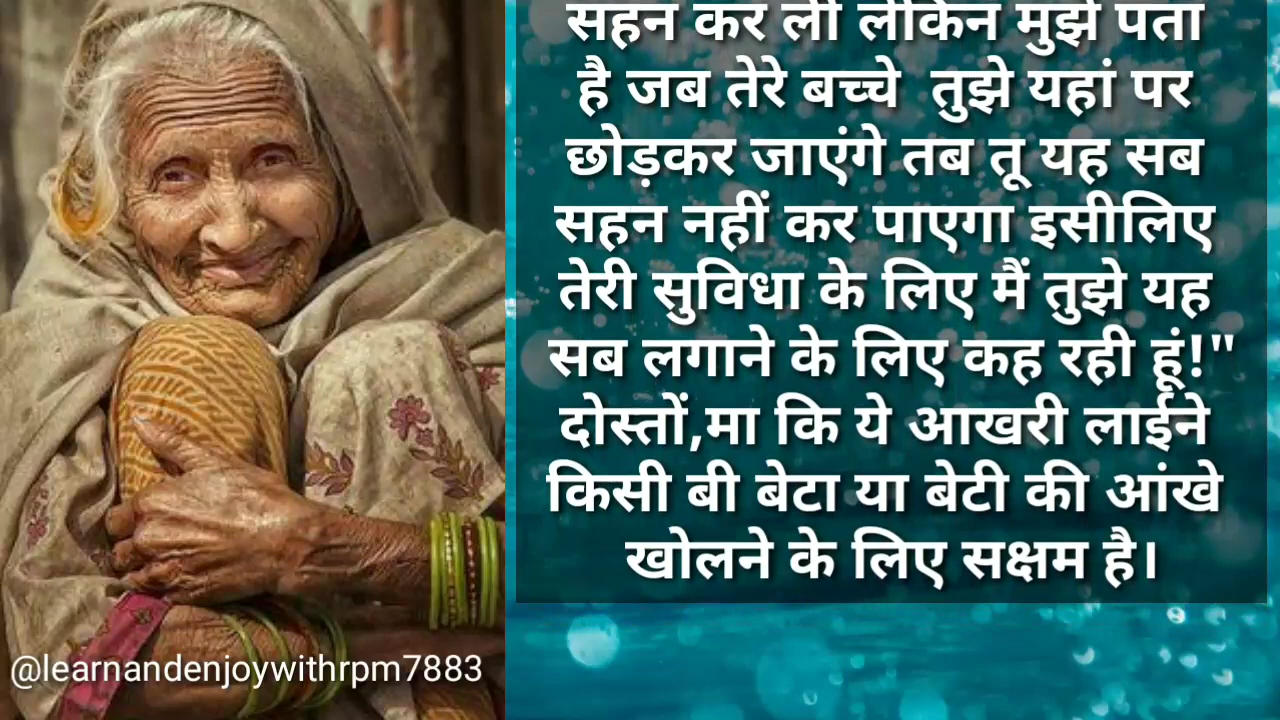 सहन कर ली लेकिन मुझे पता
है जब तेरे बच्चे तुझे यहां पर
छोड़कर जाएंगे तब तू यह सब
सहन नहीं कर पाएगा इसीलिए
तेरी सुविधा के लिए मैं तुझे यह
सब लगाने के लिए कह रही हूं!"
दोस्तों,मा कि ये आखरी लाईने
किसी बी बेटा या बेटी की आंखे
खोलने के लिए सक्षम है।
@learnandenjoywithrpm7883